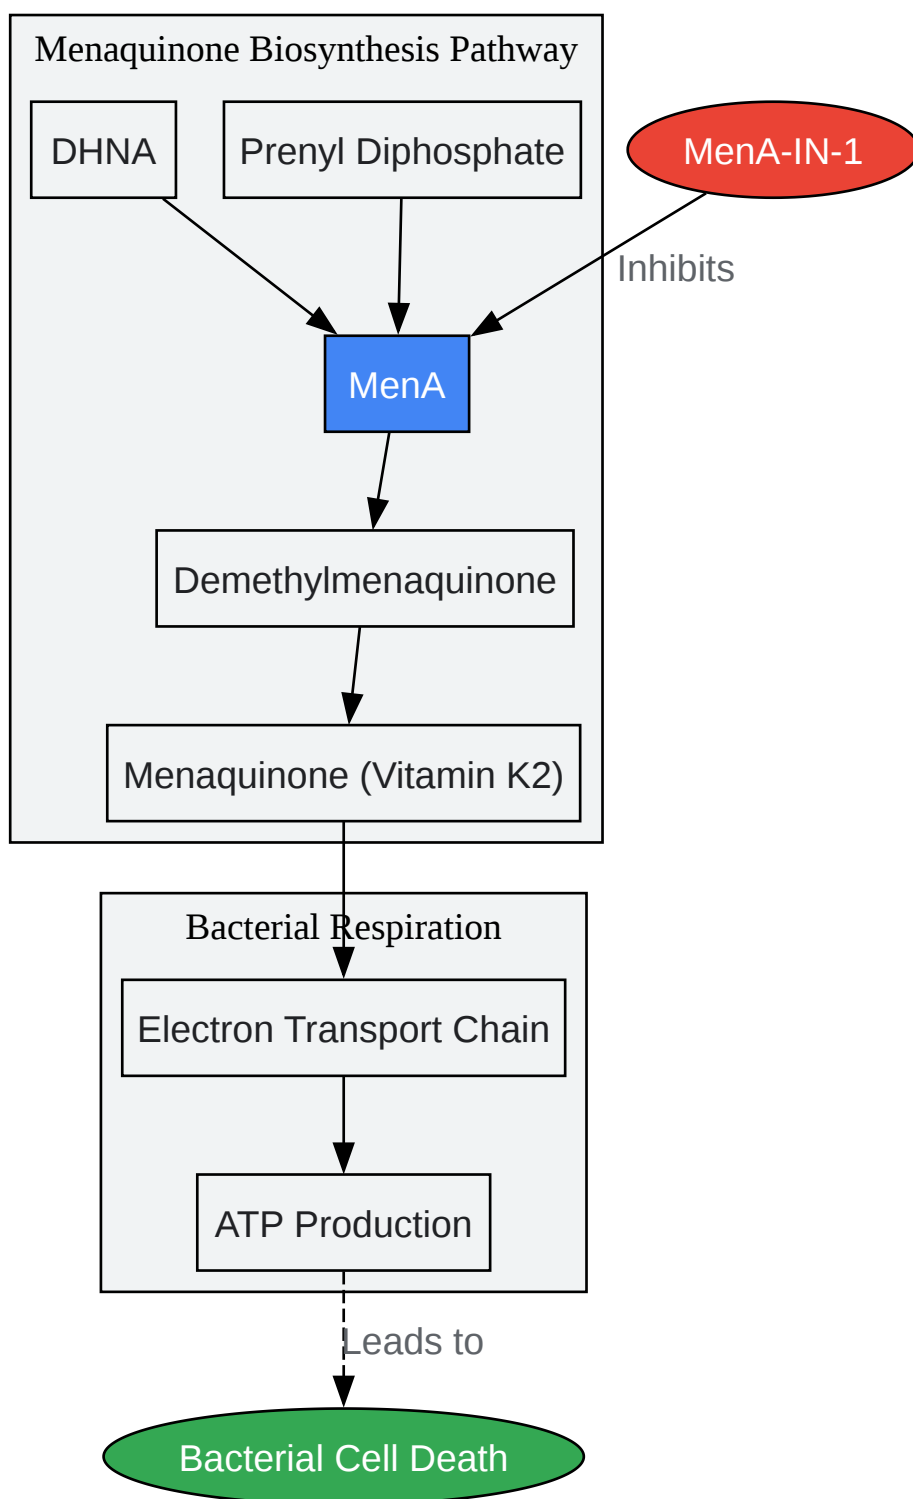 Menaquinone Biosynthesis Pathway
DHNA
Prenyl Diphosphate
MenA-IN-1
Inhibits
MenA
Demethylmenaquinone
Menaquinone (Vitamin K2)
Bacterial Respiration
Electron Transport Chain
ATP Production
Leads to
Bacterial Cell Death